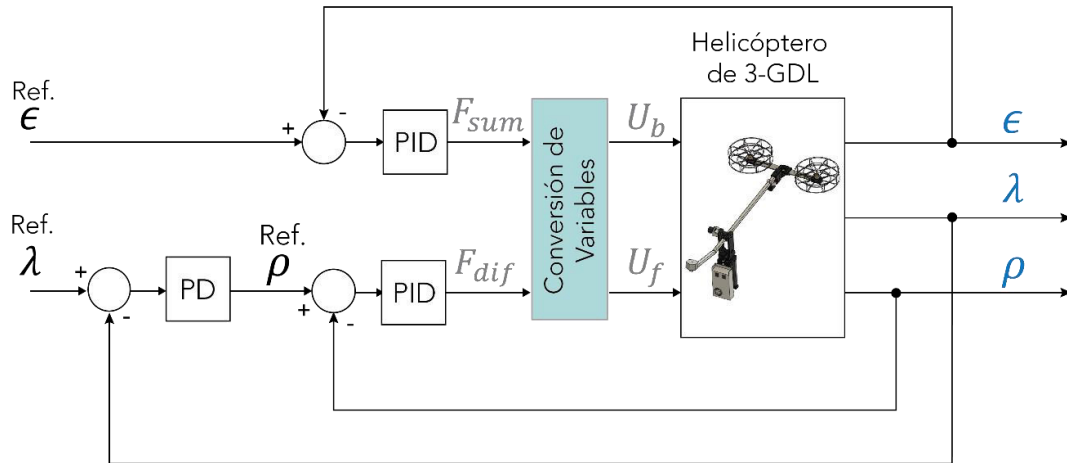 Helicóptero
de 3-GDL
Ref.
ϵ
+
-
PID
F_sum
Conversión de
Variables
U_b
ϵ
λ
Ref.
λ
+
-
PD
Ref.
ρ
+
-
PID
F_dif
U_f
ρ